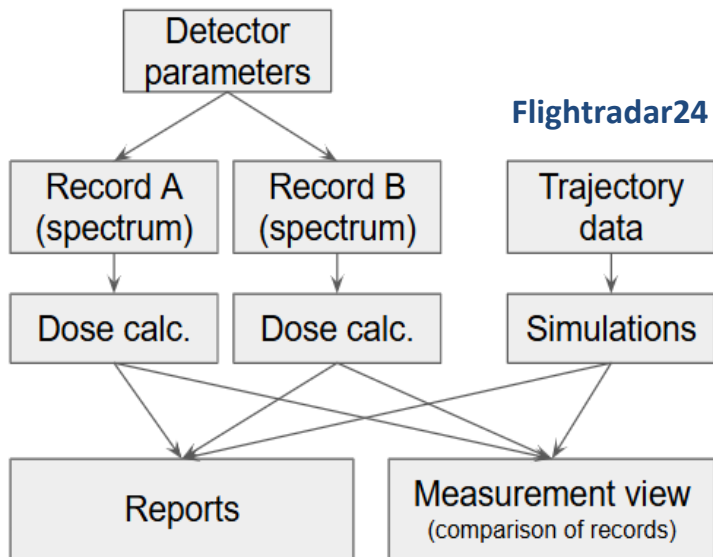 Detector
parameters
Flightradar24
Record A
(spectrum)
Record B
(spectrum)
Trajectory
data
Dose calc.
Dose calc.
Simulations
Reports
Measurement view
(comparison of records)